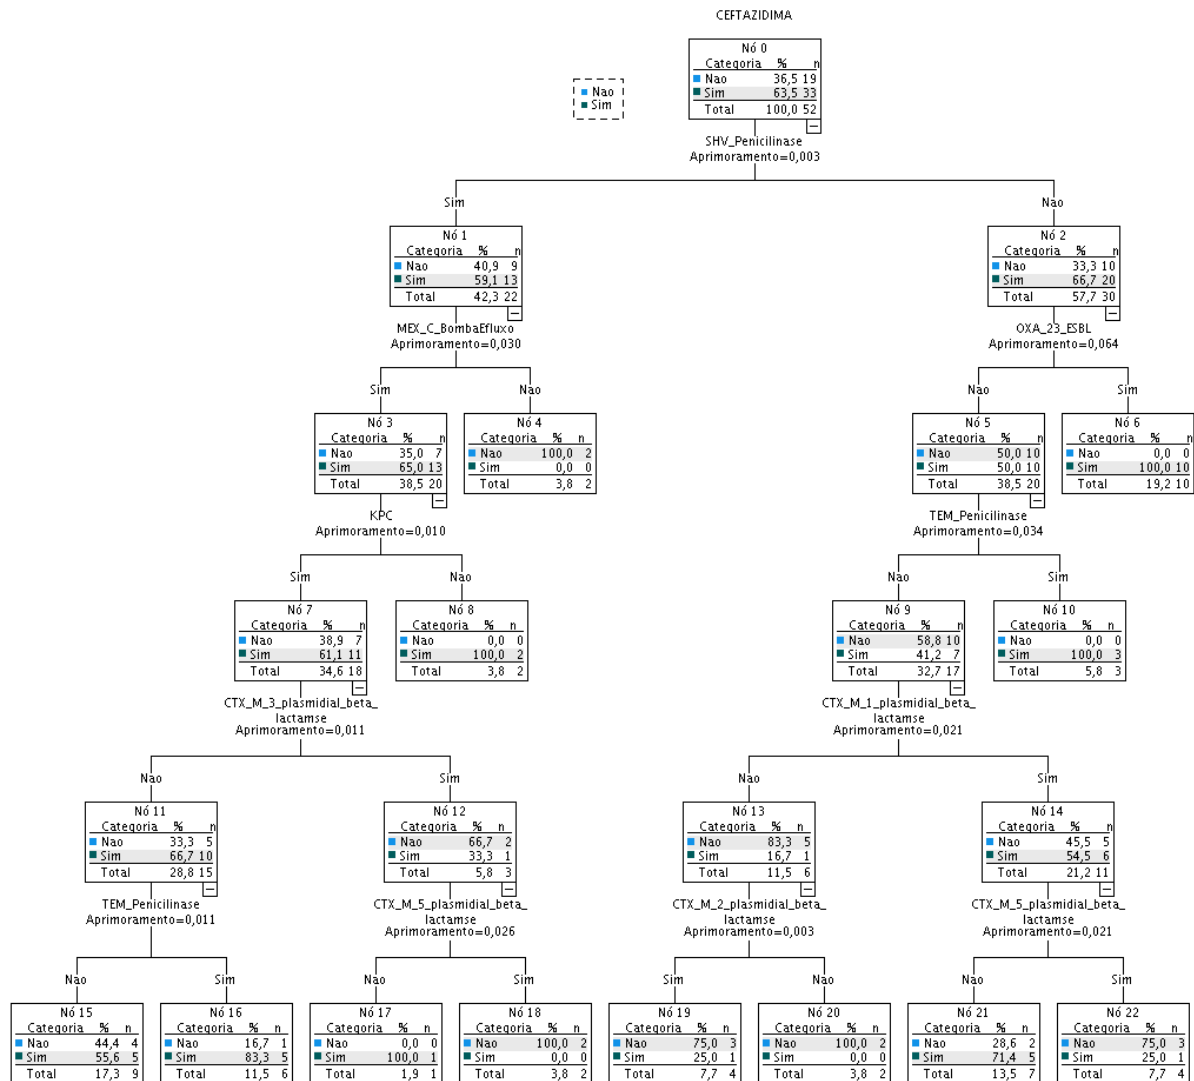 CEFTAZIDIMA
Nó 0
Categoria % n
Nao 36,5 19
Sim 63,5 33
Total 100,0 52
Nao
Sim
SHV_Penicilinase
Aprimoramento=0,003
Sim
Nao
Nó 1
Categoria % n
Nao 40,9 9
Sim 59,1 13
Total 42,3 22
Nó 2
Categoria % n
Nao 33,3 10
Sim 66,7 20
Total 57,7 30
MEX_C_BombaEfluxo
Aprimoramento=0,030
OXA_23_ESBL
Aprimoramento=0,064
Sim
Nao
Nao
Sim
Nó 3
Categoria % n
Nao 35,0 7
Sim 65,0 13
Total 38,5 20
Nó 4
Categoria % n
Nao 100,0 2
Sim 0,0 0
Total 3,8 2
Nó 5
Categoria % n
Nao 50,0 10
Sim 50,0 10
Total 38,5 20
Nó 6
Categoria % n
Nao 0,0 0
Sim 100,0 10
Total 19,2 10
KPC
Aprimoramento=0,010
TEM_Penicilinase
Aprimoramento=0,034
Sim
Nao
Nao
Sim
Nó 7
Categoria % n
Nao 38,9 7
Sim 61,1 11
Total 34,6 18
Nó 8
Categoria % n
Nao 0,0 0
Sim 100,0 2
Total 3,8 2
Nó 9
Categoria % n
Nao 58,8 10
Sim 41,2 7
Total 32,7 17
Nó 10
Categoria % n
Nao 0,0 0
Sim 100,0 3
Total 5,8 3
CTX_M_3_plasmidial_beta_
lactamse
Aprimoramento=0,011
CTX_M_1_plasmidial_beta_
lactamse
Aprimoramento=0,021
Nao
Sim
Nao
Sim
Nó 11
Categoria % n
Nao 33,3 5
Sim 66,7 10
Total 28,8 15
Nó 12
Categoria % n
Nao 66,7 2
Sim 33,3 1
Total 5,8 3
Nó 13
Categoria % n
Nao 83,3 5
Sim 16,7 1
Total 11,5 6
Nó 14
Categoria % n
Nao 45,5 5
Sim 54,5 6
Total 21,2 11
TEM_Penicilinase
Aprimoramento=0,011
CTX_M_5_plasmidial_beta_
lactamse
Aprimoramento=0,026
CTX_M_2_plasmidial_beta_
lactamse
Aprimoramento=0,003
CTX_M_5_plasmidial_beta_
lactamse
Aprimoramento=0,021
Nao
Sim
Nao
Sim
Sim
Nao
Nao
Sim
Nó 15
Categoria % n
Nao 44,4 4
Sim 55,6 5
Total 17,3 9
Nó 16
Categoria % n
Nao 16,7 1
Sim 83,3 5
Total 11,5 6
Nó 17
Categoria % n
Nao 0,0 0
Sim 100,0 1
Total 1,9 1
Nó 18
Categoria % n
Nao 100,0 2
Sim 0,0 0
Total 3,8 2
Nó 19
Categoria % n
Nao 75,0 3
Sim 25,0 1
Total 7,7 4
Nó 20
Categoria % n
Nao 100,0 2
Sim 0,0 0
Total 3,8 2
Nó 21
Categoria % n
Nao 28,6 2
Sim 71,4 5
Total 13,5 7
Nó 22
Categoria % n
Nao 75,0 3
Sim 25,0 1
Total 7,7 4